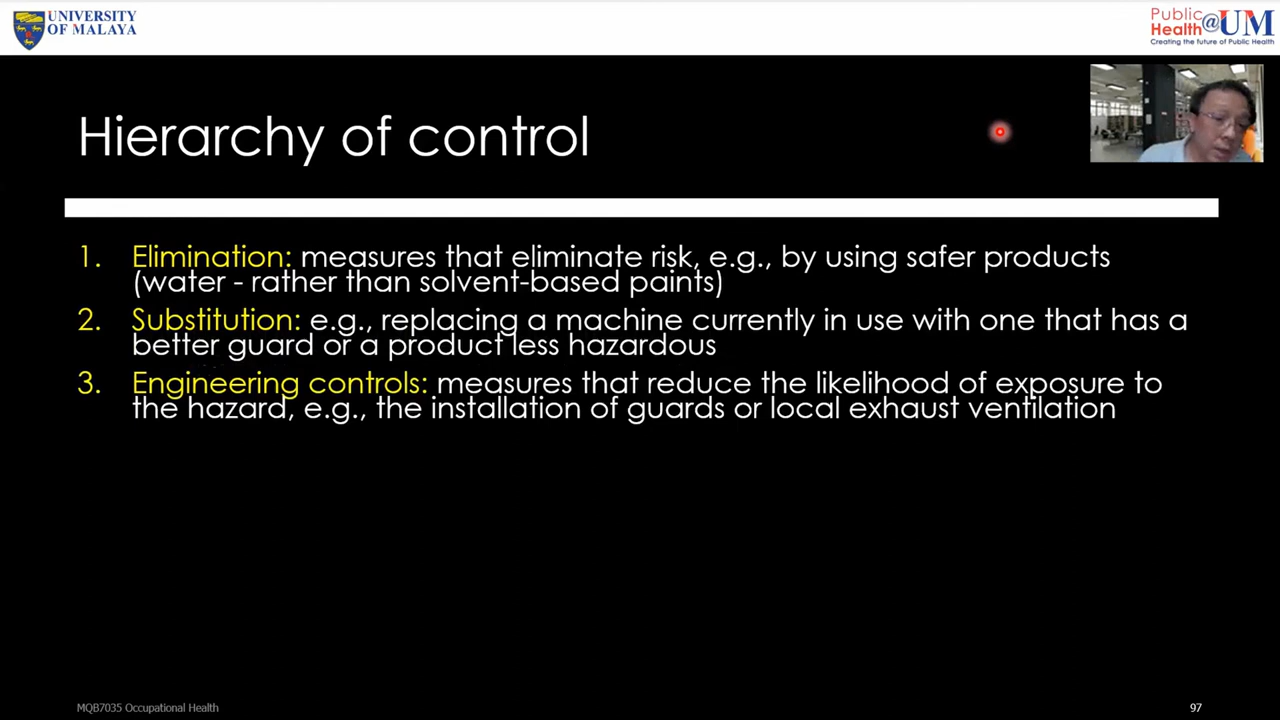 UNIVERSITY
OF MALAYA
Public
Health@UM
Creating the future of Public Health
Hierarchy of control
1. Elimination: measures that eliminate risk, e.g., by using safer products
(water - rather than solvent-based paints)
2. Substitution: e.g., replacing a machine currently in use with one that has a
better guard or a product less hazardous
3. Engineering controls: measures that reduce the likelihood of exposure to
the hazard, e.g., the installation of guards or local exhaust ventilation
MQB7035 Occupational Health
97